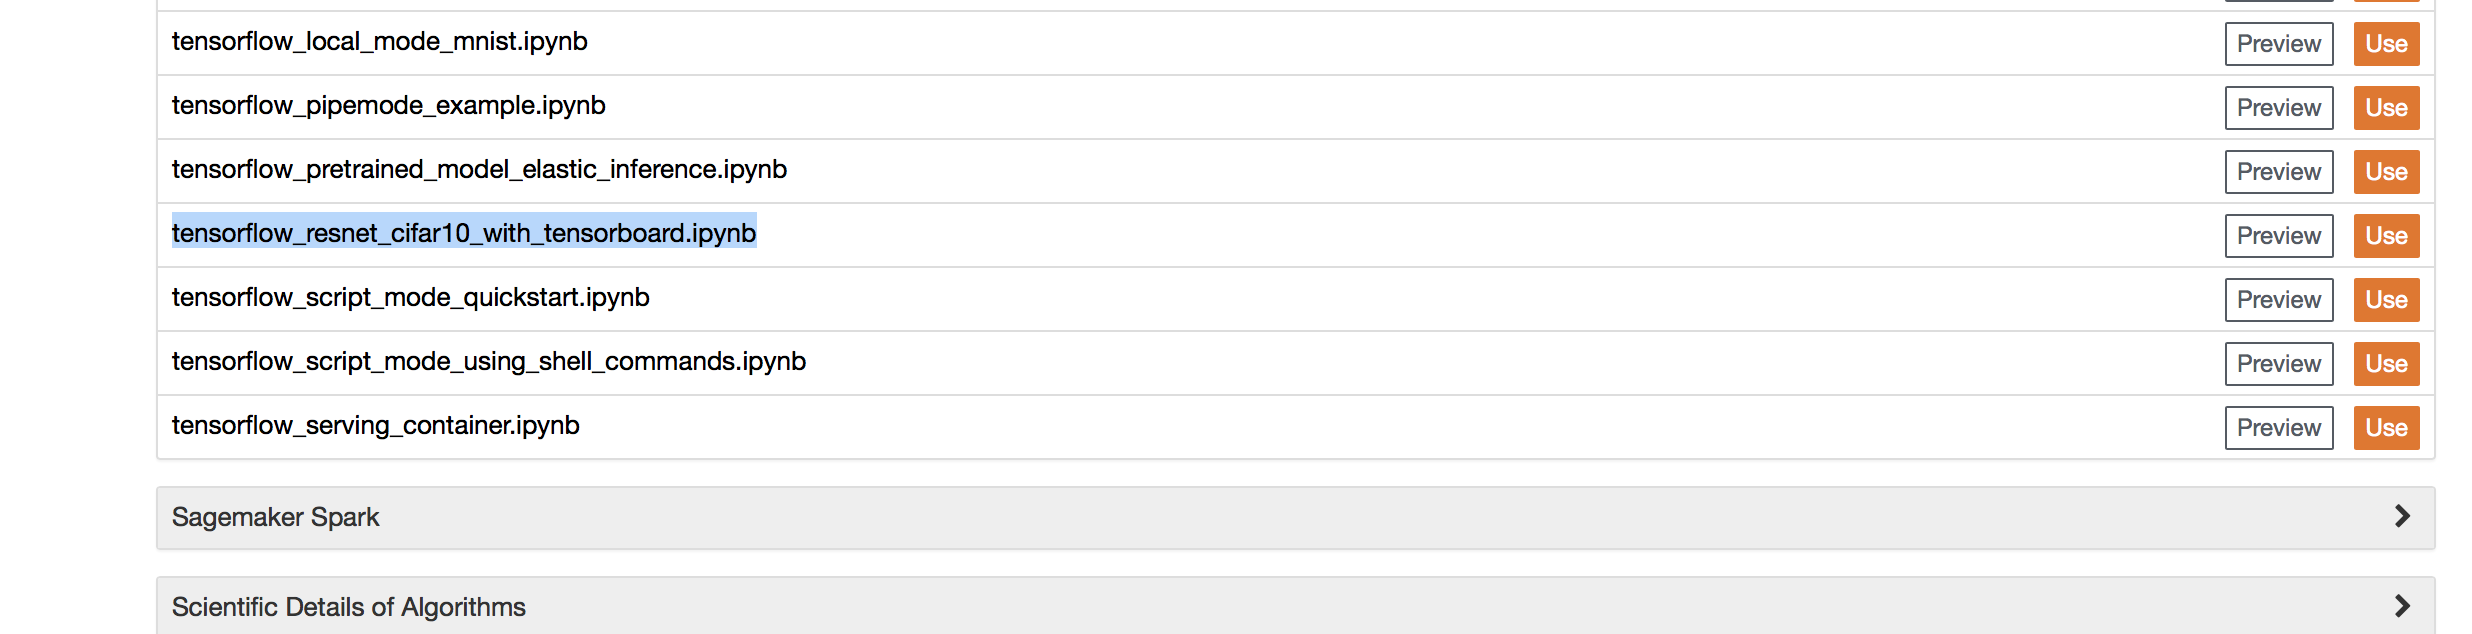 tensorflow_local_mode_mnist.ipynb Preview Use
tensorflow_pipemode_example.ipynb Preview Use
tensorflow_pretrained_model_elastic_inference.ipynb Preview Use
tensorflow_resnet_cifar10_with_tensorboard.ipynb Preview Use
tensorflow_script_mode_quickstart.ipynb Preview Use
tensorflow_script_mode_using_shell_commands.ipynb Preview Use
tensorflow_serving_container.ipynb Preview Use
Sagemaker Spark
Scientific Details of Algorithms